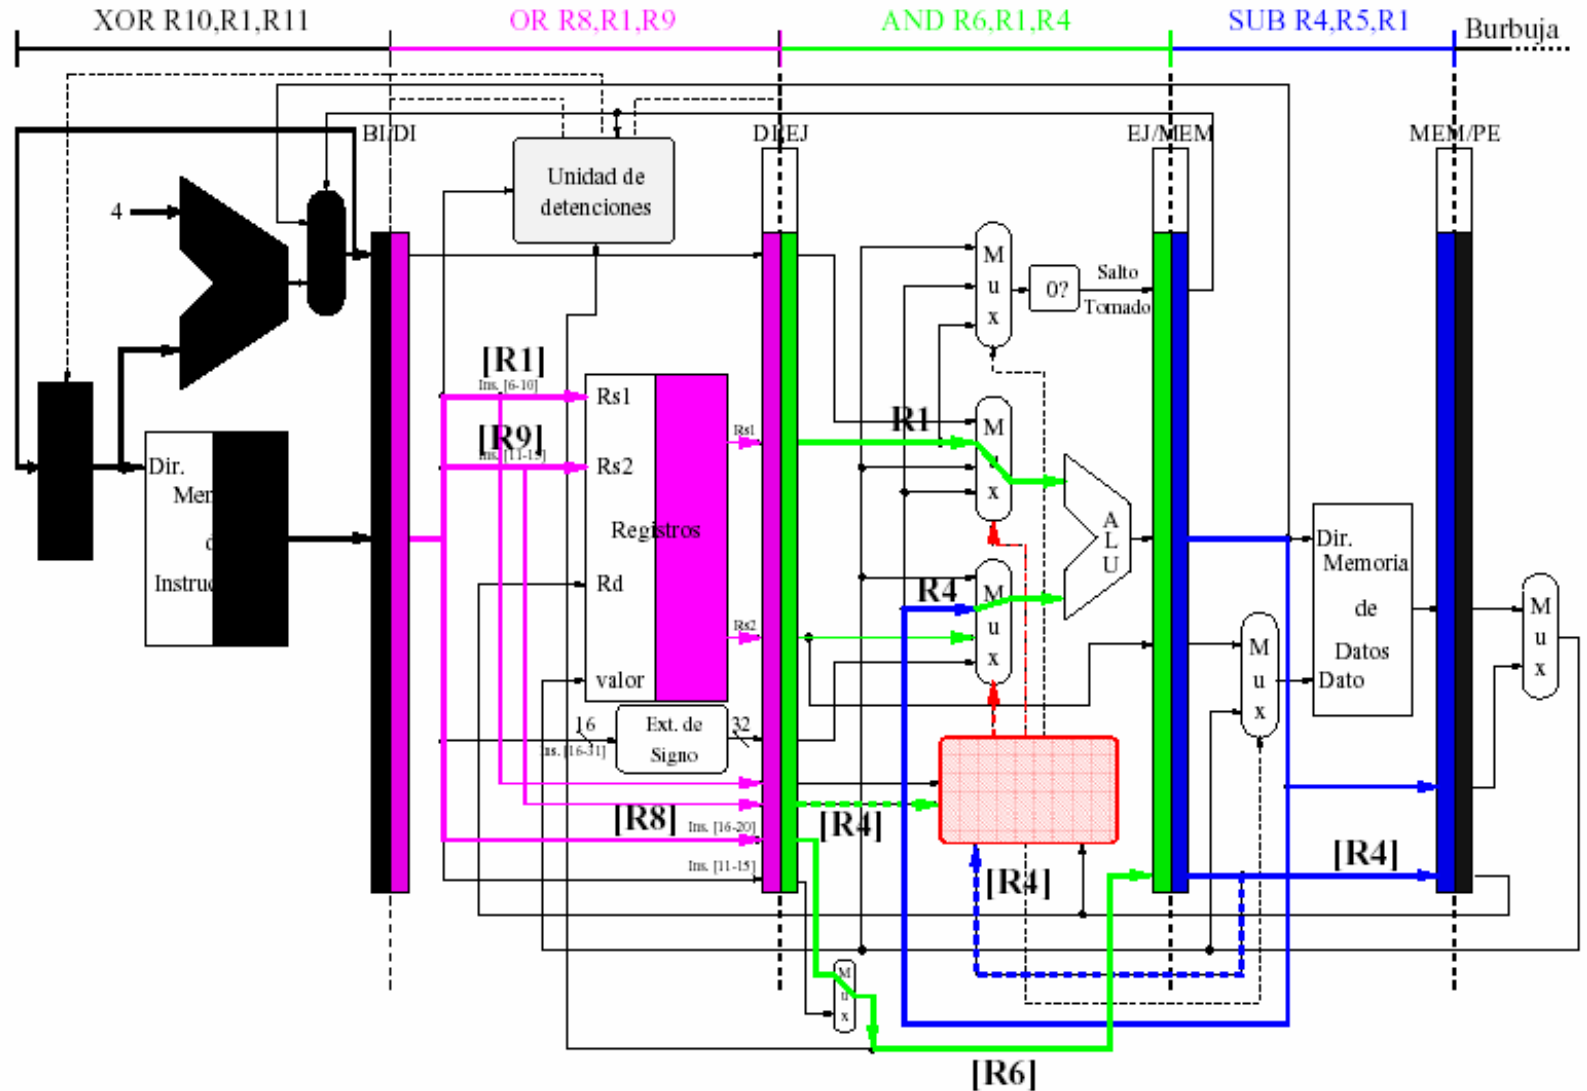 XOR R10,R1,R11
OR R8,R1,R9
AND R6,R1,R4
SUB R4,R5,R1
Burbuja
BI/DI
DI/EJ
EJ/MEM
MEM/PE
Unidad de
detenciones
4
M
u
x
0?
Salto
Tomado
[R1]
Ins. [6-10]
Rs1
[R9]
Ins. [11-15]
Rs2
Registros
Rd
valor
Rs1
Rs2
R1
M
x
R4
M
u
x
A
L
U
Dir.
Instruc
Dir.
Memoria
de
Datos
Dato
M
u
x
M
u
x
16
Ins. [16-31]
Ext. de
Signo
32
[R8]
Ins. [16-20]
Ins. [11-15]
[R4]
[R4]
[R4]
M
u
x
[R6]